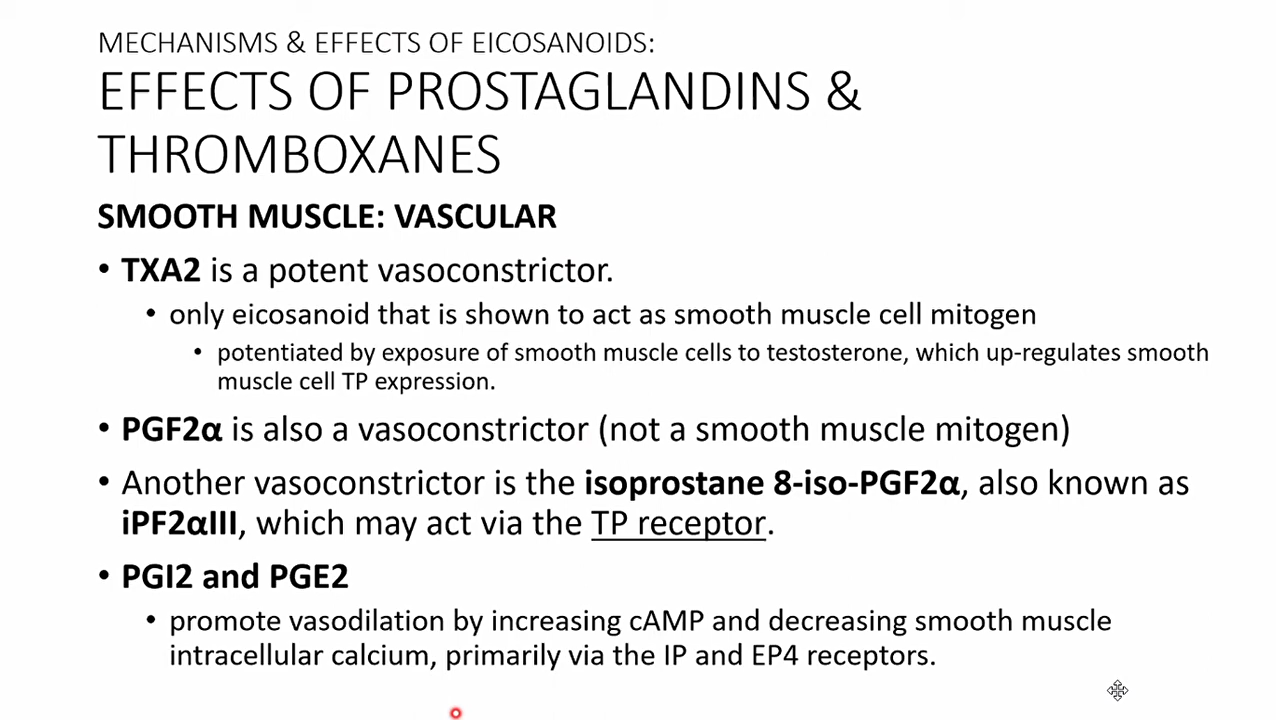 MECHANISMS & EFFECTS OF EICOSANOIDS:
EFFECTS OF PROSTAGLANDINS &
THROMBOXANES
SMOOTH MUSCLE: VASCULAR
• TXA2 is a potent vasoconstrictor.
• only eicosanoid that is shown to act as smooth muscle cell mitogen
• potentiated by exposure of smooth muscle cells to testosterone, which up-regulates smooth
muscle cell TP expression.
• PGF2α is also a vasoconstrictor (not a smooth muscle mitogen)
• Another vasoconstrictor is the isoprostane 8-iso-PGF2α, also known as
iPF2αIII, which may act via the TP receptor.
• PGI2 and PGE2
• promote vasodilation by increasing cAMP and decreasing smooth muscle
intracellular calcium, primarily via the IP and EP4 receptors.